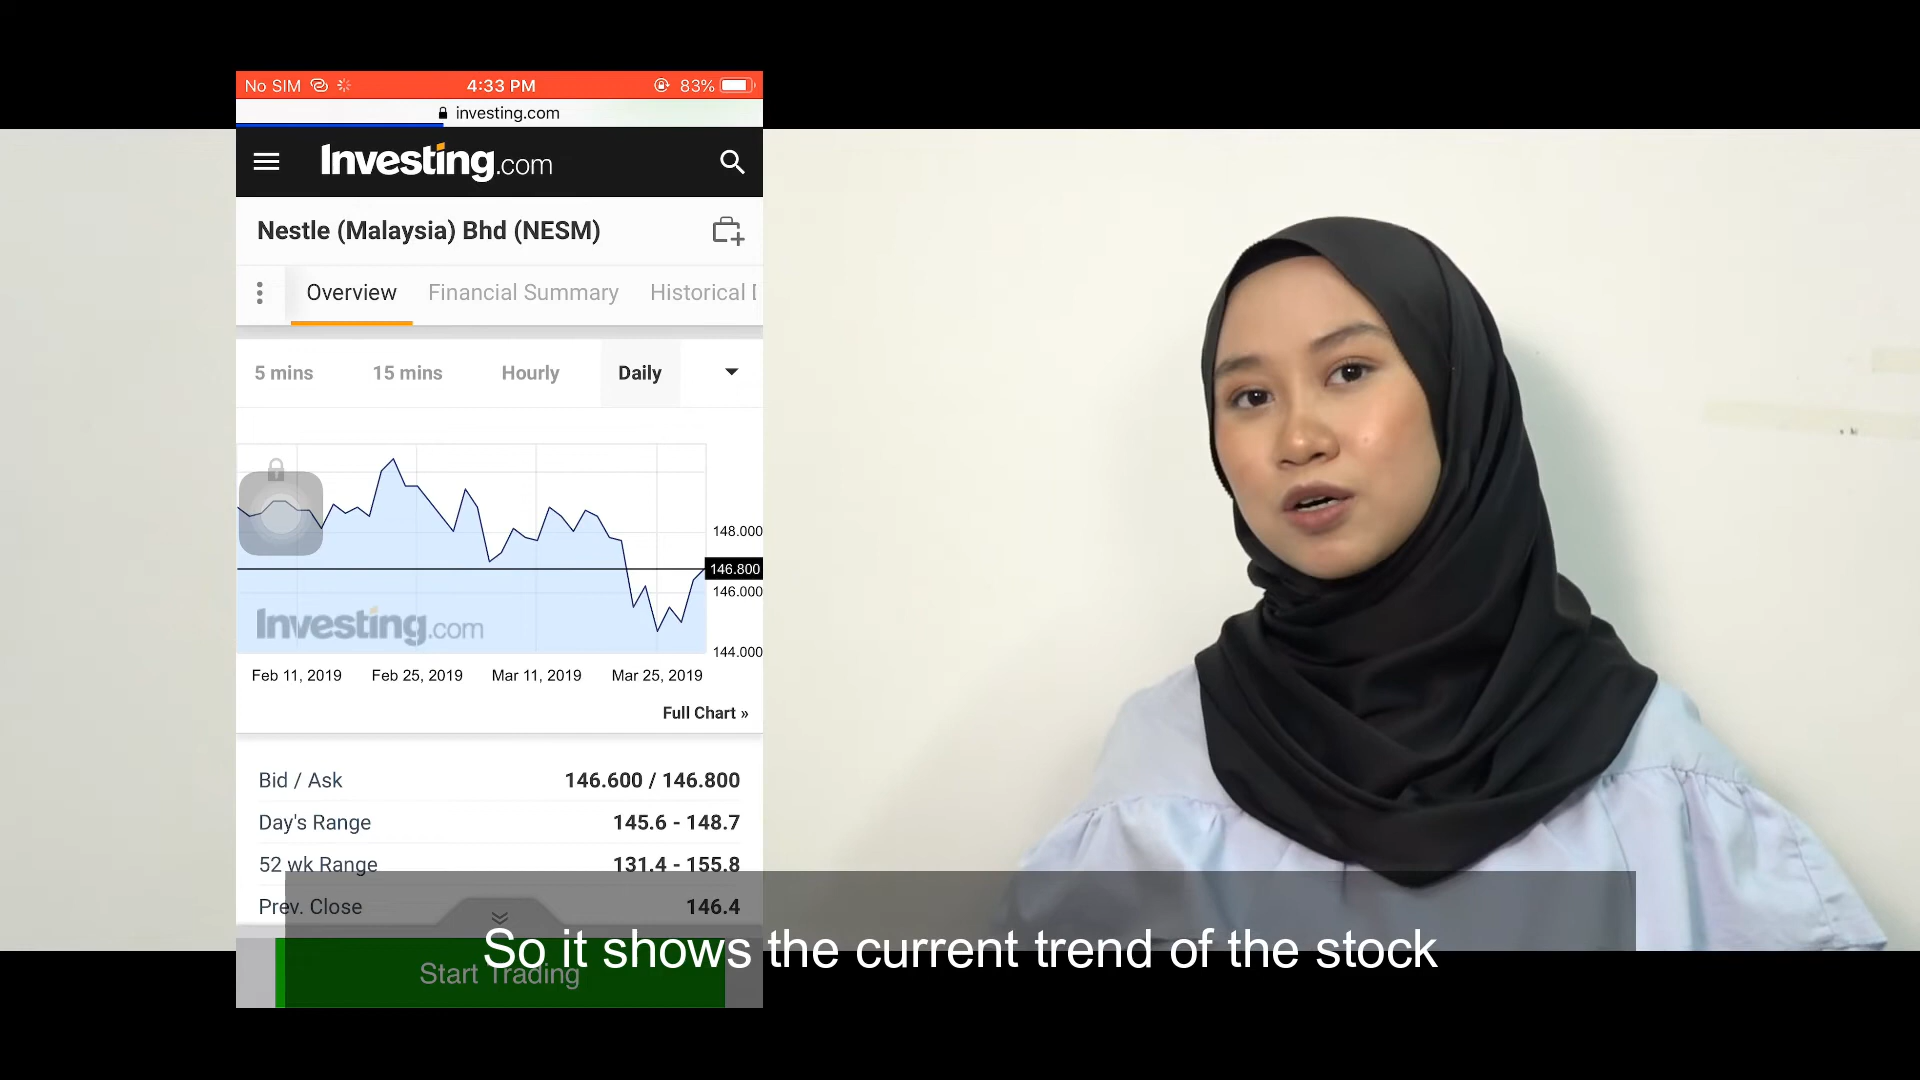 No SIM 4:33 PM 83%
investing.com
Investing.com
Nestle (Malaysia) Bhd (NESM)
Overview Financial Summary Historical D
5 mins 15 mins Hourly Daily
148.000
146.800
146.000
Investing.com
144.000
Feb 11, 2019 Feb 25, 2019 Mar 11, 2019 Mar 25, 2019
Full Chart »
Bid / Ask 146.600 / 146.800
Day's Range 145.6 - 148.7
52 wk Range 131.4 - 155.8
Prev. Close 146.4
Start Trading
So it shows the current trend of the stock